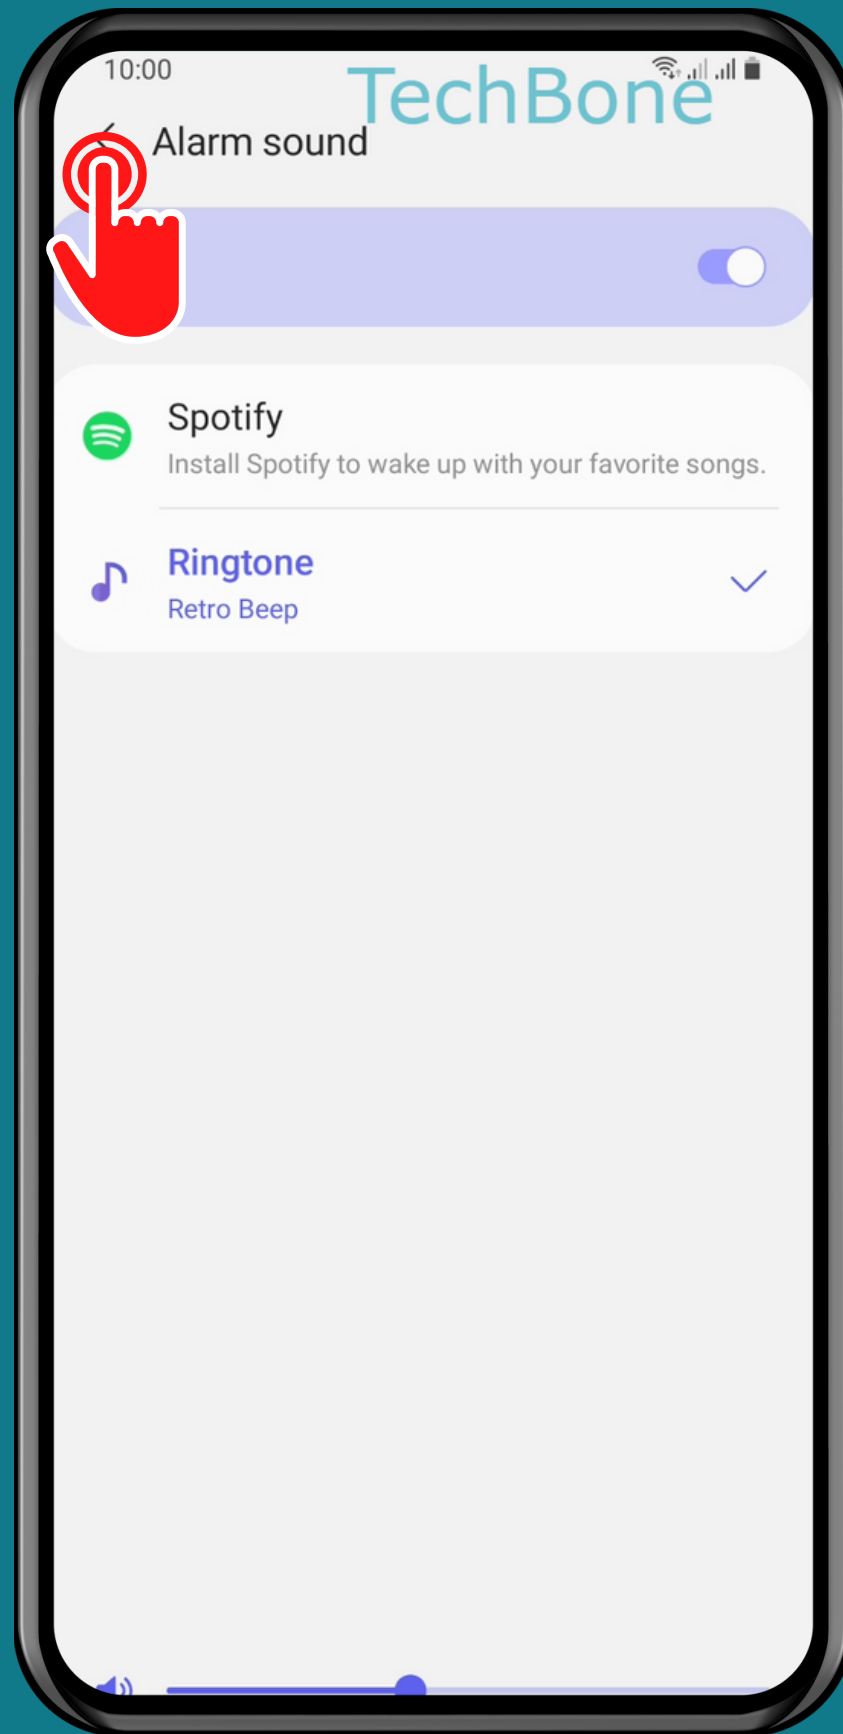 10:00
TechBone
Alarm sound
Spotify
Install Spotify to wake up with your favorite songs.
Ringtone
Retro Beep